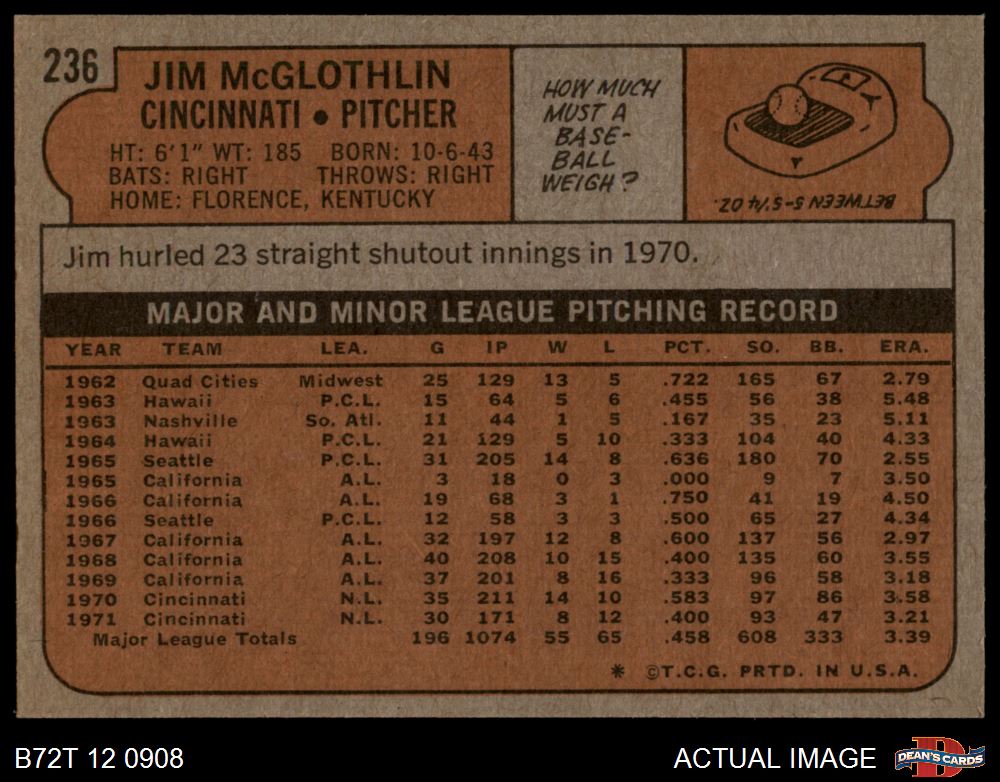 236
JIM McGLOTHLIN
CINCINNATI • PITCHER
HT: 6'1" WT: 185 BORN: 10-6-43
BATS: RIGHT THROWS: RIGHT
HOME: FLORENCE, KENTUCKY
HOW MUCH
MUST A
BASE-
BALL
WEIGH?
BETWEEN 5-5¼ OZ.
Jim hurled 23 straight shutout innings in 1970.
MAJOR AND MINOR LEAGUE PITCHING RECORD
YEAR TEAM LEA. G IP W L PCT. SO. BB. ERA.
1962 Quad Cities Midwest 25 129 13 5 .722 165 67 2.79
1963 Hawaii P.C.L. 15 64 5 6 .455 56 38 5.48
1963 Nashville So. Atl. 11 44 1 5 .167 35 23 5.11
1964 Hawaii P.C.L. 21 129 5 10 .333 104 40 4.33
1965 Seattle P.C.L. 31 205 14 8 .636 180 70 2.55
1965 California A.L. 3 18 0 3 .000 9 7 3.50
1966 California A.L. 19 68 3 1 .750 41 19 4.50
1966 Seattle P.C.L. 12 58 3 3 .500 65 27 4.34
1967 California A.L. 32 197 12 8 .600 137 56 2.97
1968 California A.L. 40 208 10 15 .400 135 60 3.55
1969 California A.L. 37 201 8 16 .333 96 58 3.18
1970 Cincinnati N.L. 35 211 14 10 .583 97 86 3.58
1971 Cincinnati N.L. 30 171 8 12 .400 93 47 3.21
Major League Totals 196 1074 55 65 .458 608 333 3.39
* ©T.C.G. PRTD. IN U.S.A.
B72T 12 0908
ACTUAL IMAGE
D
DEAN'S CARDS